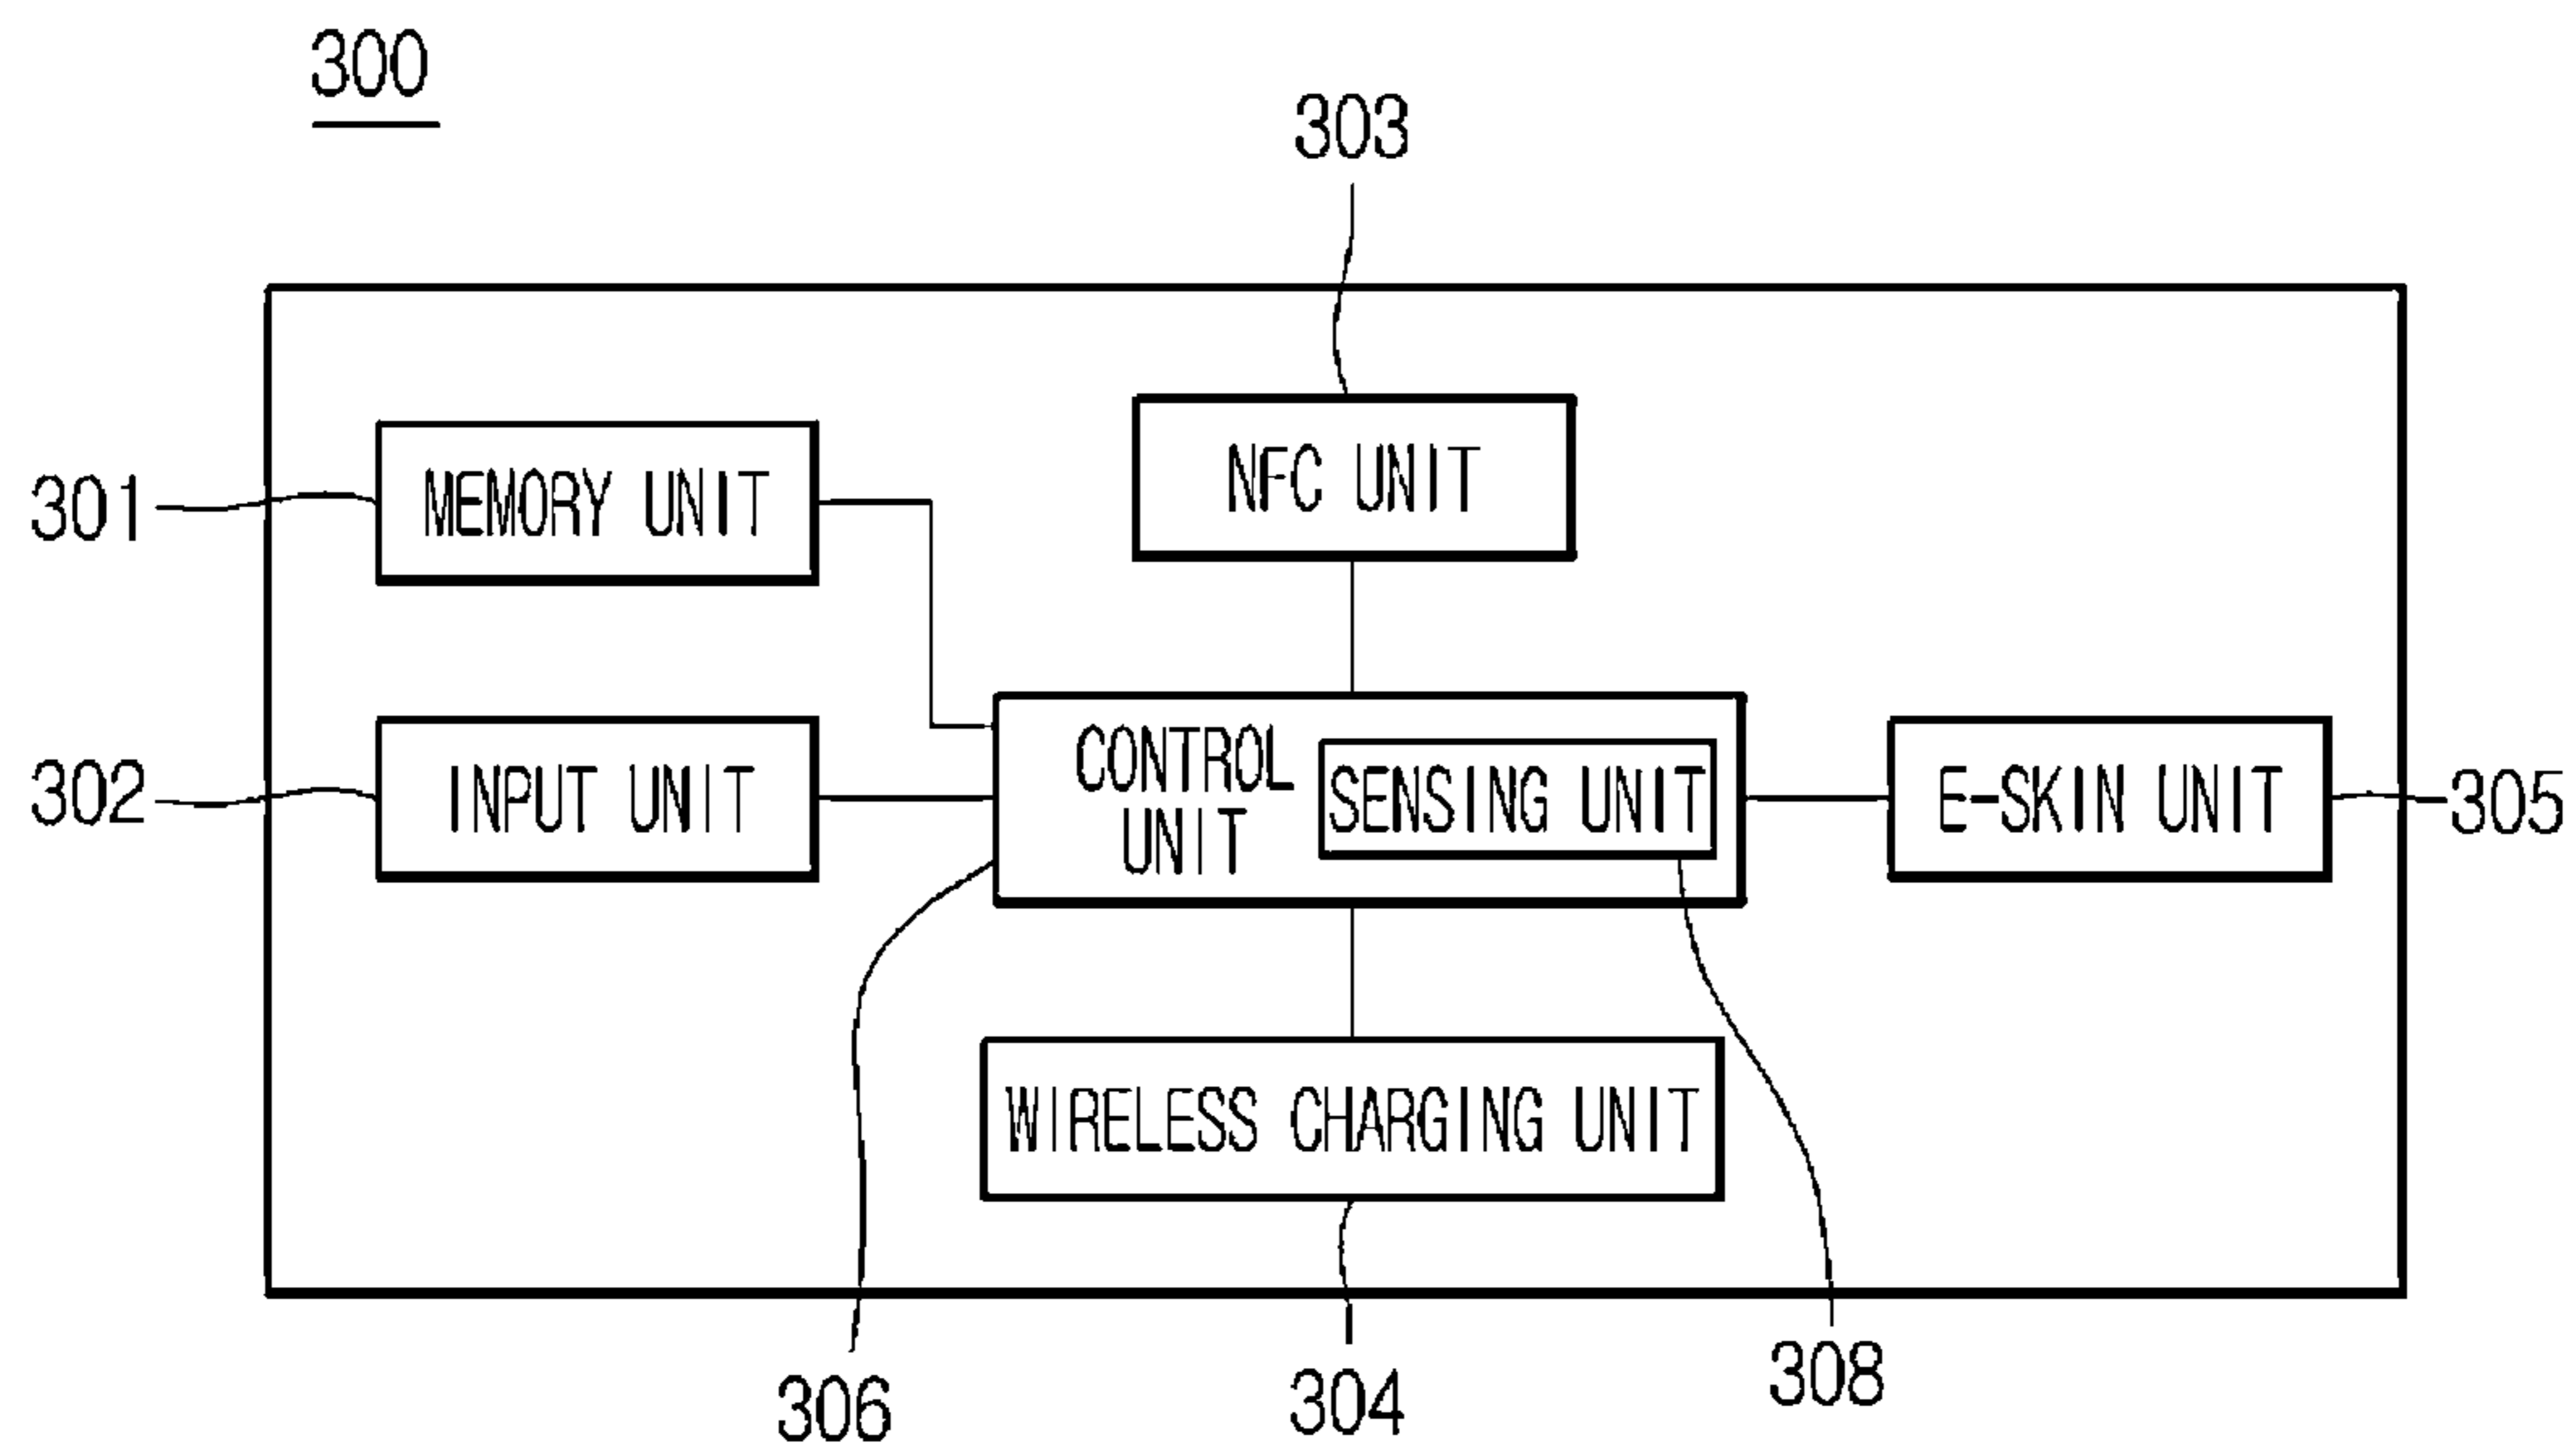 300
303
MEMORY UNIT
NFC UNIT
301
CONTROL
UNIT
SENSING UNIT
302
INPUT UNIT
E-SKIN UNIT
305
WIRELESS CHARGING UNIT
306
304
308